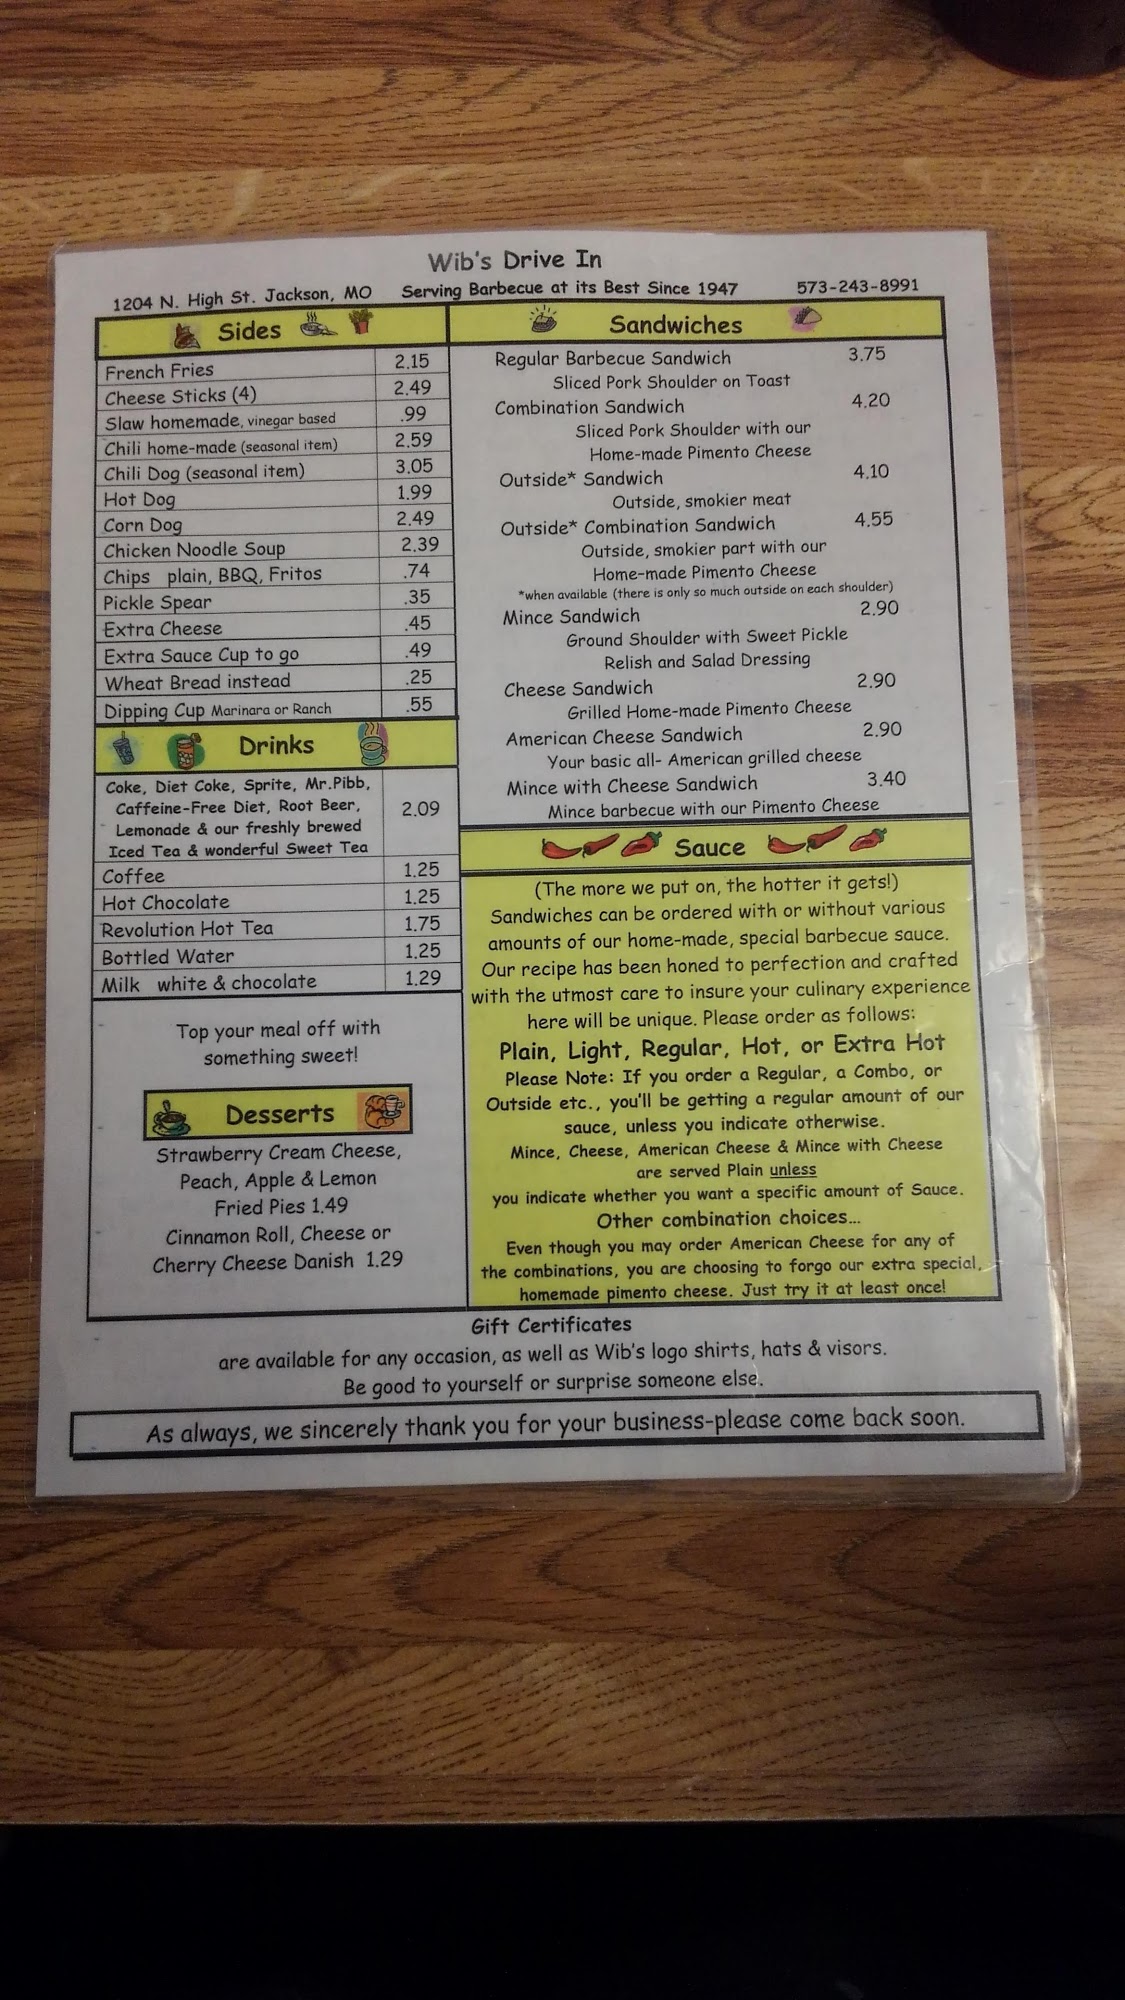 Wib's Drive In
1204 N. High St. Jackson, MO Serving Barbecue at its Best Since 1947 573-243-8991
Sides
French Fries 2.15
Cheese Sticks (4) 2.49
Slaw homemade, vinegar based .99
Chili home-made (seasonal item) 2.59
Chili Dog (seasonal item) 3.05
Hot Dog 1.99
Corn Dog 2.49
Chicken Noodle Soup 2.39
Chips plain, BBQ, Fritos .74
Pickle Spear .35
Extra Cheese .45
Extra Sauce Cup to go .49
Wheat Bread instead .25
Dipping Cup Marinara or Ranch .55
Drinks
Coke, Diet Coke, Sprite, Mr.Pibb,
Caffeine-Free Diet, Root Beer,
Lemonade & our freshly brewed
Iced Tea & wonderful Sweet Tea
2.09
Coffee 1.25
Hot Chocolate 1.25
Revolution Hot Tea 1.75
Bottled Water 1.25
Milk white & chocolate 1.29
Top your meal off with
something sweet!
Desserts
Strawberry Cream Cheese,
Peach, Apple & Lemon
Fried Pies 1.49
Cinnamon Roll, Cheese or
Cherry Cheese Danish 1.29
Sandwiches
Regular Barbecue Sandwich 3.75
Sliced Pork Shoulder on Toast
Combination Sandwich 4.20
Sliced Pork Shoulder with our
Home-made Pimento Cheese
Outside* Sandwich 4.10
Outside, smokier meat
Outside* Combination Sandwich 4.55
Outside, smokier part with our
Home-made Pimento Cheese
*when available (there is only so much outside on each shoulder)
Mince Sandwich 2.90
Ground Shoulder with Sweet Pickle
Relish and Salad Dressing
Cheese Sandwich 2.90
Grilled Home-made Pimento Cheese
American Cheese Sandwich 2.90
Your basic all- American grilled cheese
Mince with Cheese Sandwich 3.40
Mince barbecue with our Pimento Cheese
Sauce
(The more we put on, the hotter it gets!)
Sandwiches can be ordered with or without various
amounts of our home-made, special barbecue sauce.
Our recipe has been honed to perfection and crafted
with the utmost care to insure your culinary experience
here will be unique. Please order as follows:
Plain, Light, Regular, Hot, or Extra Hot
Please Note: If you order a Regular, a Combo, or
Outside etc., you'll be getting a regular amount of our
sauce, unless you indicate otherwise.
Mince, Cheese, American Cheese & Mince with Cheese
are served Plain unless
you indicate whether you want a specific amount of Sauce.
Other combination choices...
Even though you may order American Cheese for any of
the combinations, you are choosing to forgo our extra special,
homemade pimento cheese. Just try it at least once!
Gift Certificates
are available for any occasion, as well as Wib's logo shirts, hats & visors.
Be good to yourself or surprise someone else.
As always, we sincerely thank you for your business-please come back soon.